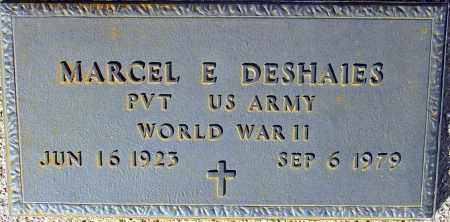 MARCEL E DESHAIES
PVT US ARMY
WORLD WAR II
JUN 16 1923 SEP 6 1979